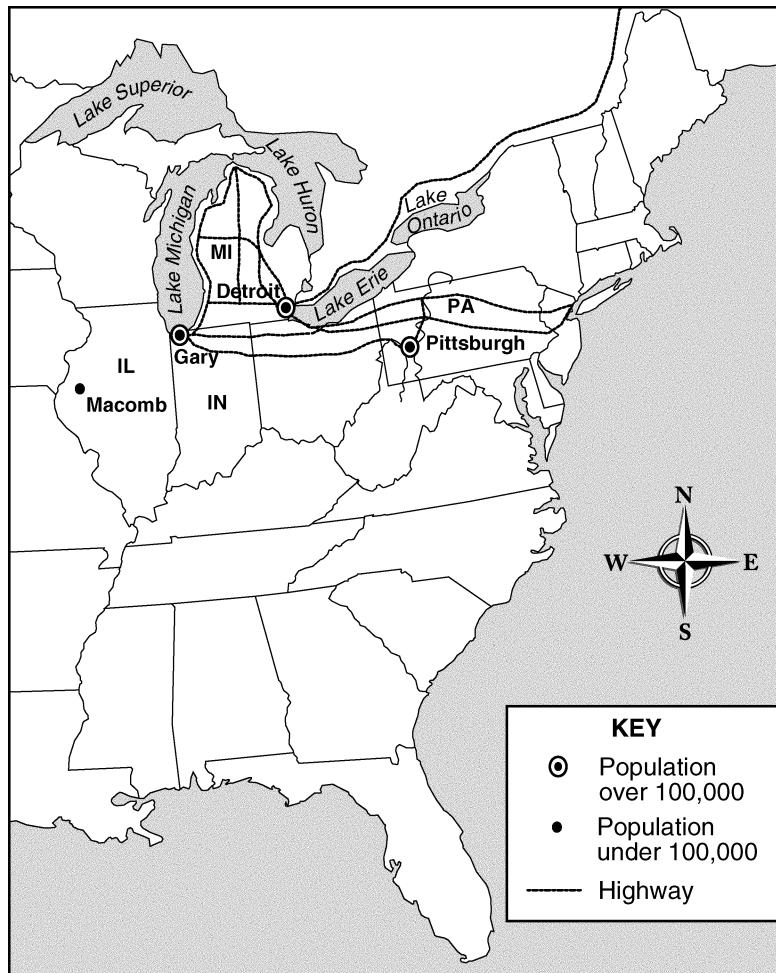 Lake Superior
Lake Huron
Lake Michigan
Lake
Ontario
MI
Detroit
Lake Erie
PA
Gary
Pittsburgh
IL
Macomb
IN
N
W
E
S
KEY
Population
over 100,000
Population
under 100,000
Highway